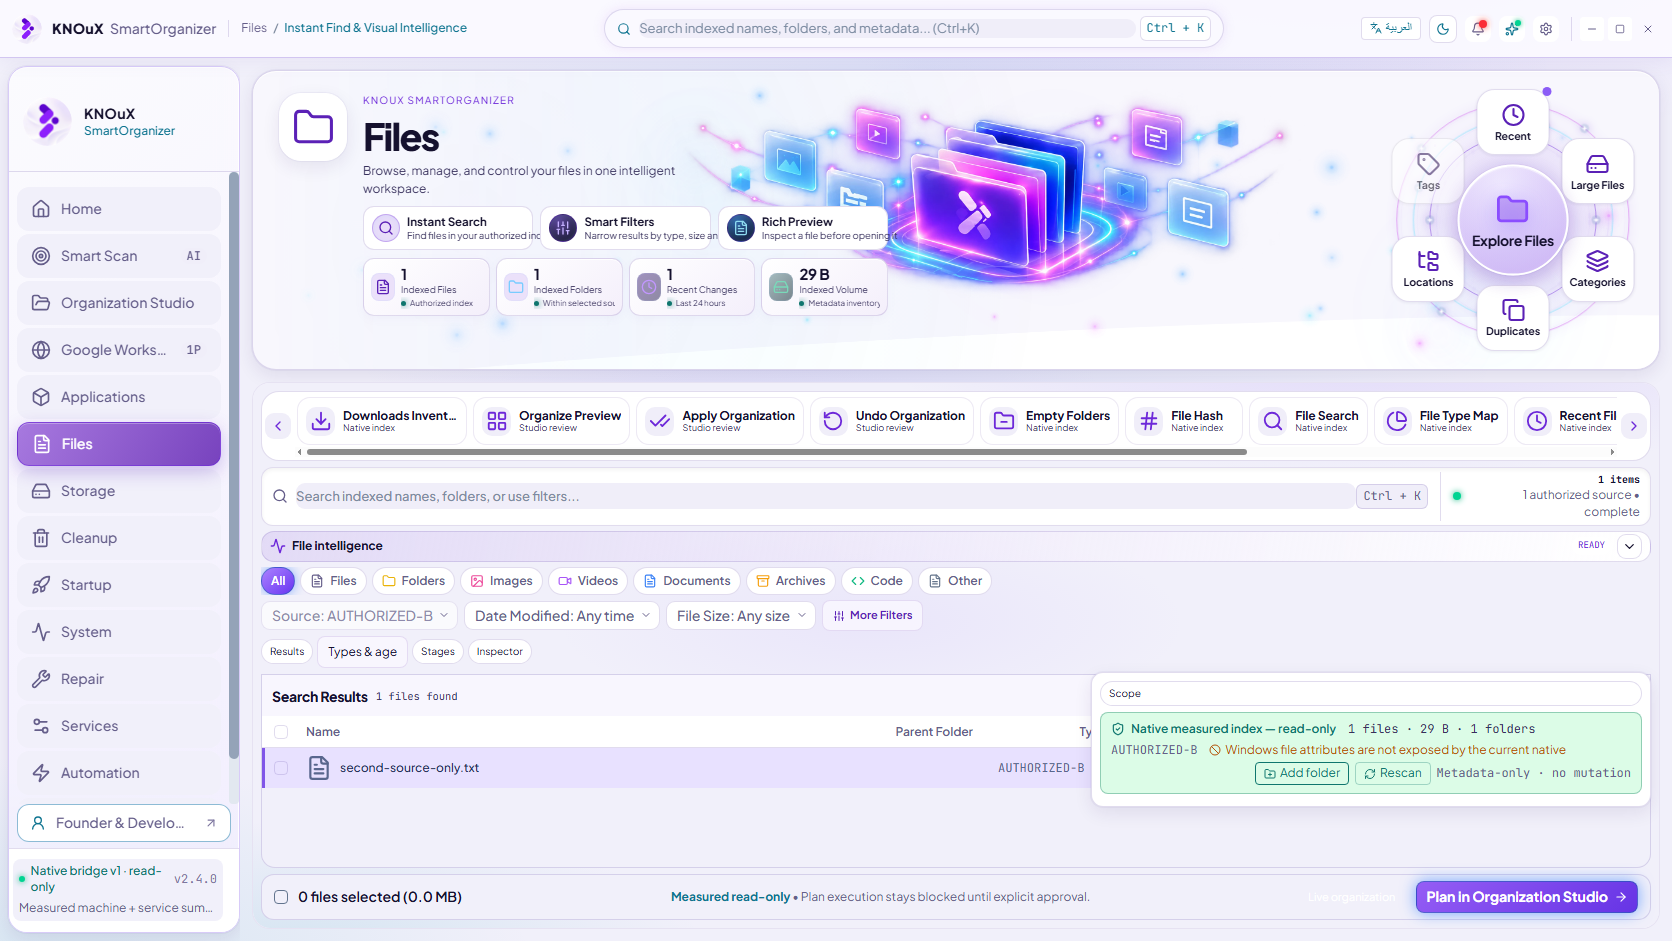 KNOuX SmartOrganizer
Files / Instant Find & Visual Intelligence
Search indexed names, folders, and metadata... (Ctrl+K)
Ctrl + K
العربية
KNOuX
SmartOrganizer
Home
Smart Scan AI
Organization Studio
Google Works... 1P
Applications
Files
Storage
Cleanup
Startup
System
Repair
Services
Automation
Founder & Develo...
Native bridge v1 · read-only
v2.4.0
Measured machine + service sum...
KNOUX SMARTORGANIZER
Files
Browse, manage, and control your files in one intelligent
workspace.
Instant Search
Find files in your authorized ind
Smart Filters
Narrow results by type, size an
Rich Preview
Inspect a file before opening it
1
Indexed Files
Authorized index
1
Indexed Folders
Within selected sou
1
Recent Changes
Last 24 hours
29 B
Indexed Volume
Metadata inventory
Recent
Tags
Large Files
Explore Files
Locations
Categories
Duplicates
Downloads Invent...
Native index
Organize Preview
Studio review
Apply Organization
Studio review
Undo Organization
Studio review
Empty Folders
Native index
File Hash
Native index
File Search
Native index
File Type Map
Native index
Recent Fil
Native index
Search indexed names, folders, or use filters...
Ctrl + K
1 items
1 authorized source •
complete
File intelligence
READY
All
Files
Folders
Images
Videos
Documents
Archives
Code
Other
Source: AUTHORIZED-B
Date Modified: Any time
File Size: Any size
More Filters
Results
Types & age
Stages
Inspector
Search Results 1 files found
Name
Parent Folder
Ty
second-source-only.txt
AUTHORIZED-B
Scope
Native measured index — read-only 1 files · 29 B · 1 folders
AUTHORIZED-B Windows file attributes are not exposed by the current native
Add folder
Rescan
Metadata-only · no mutation
0 files selected (0.0 MB)
Measured read-only • Plan execution stays blocked until explicit approval.
Live organization
Plan in Organization Studio